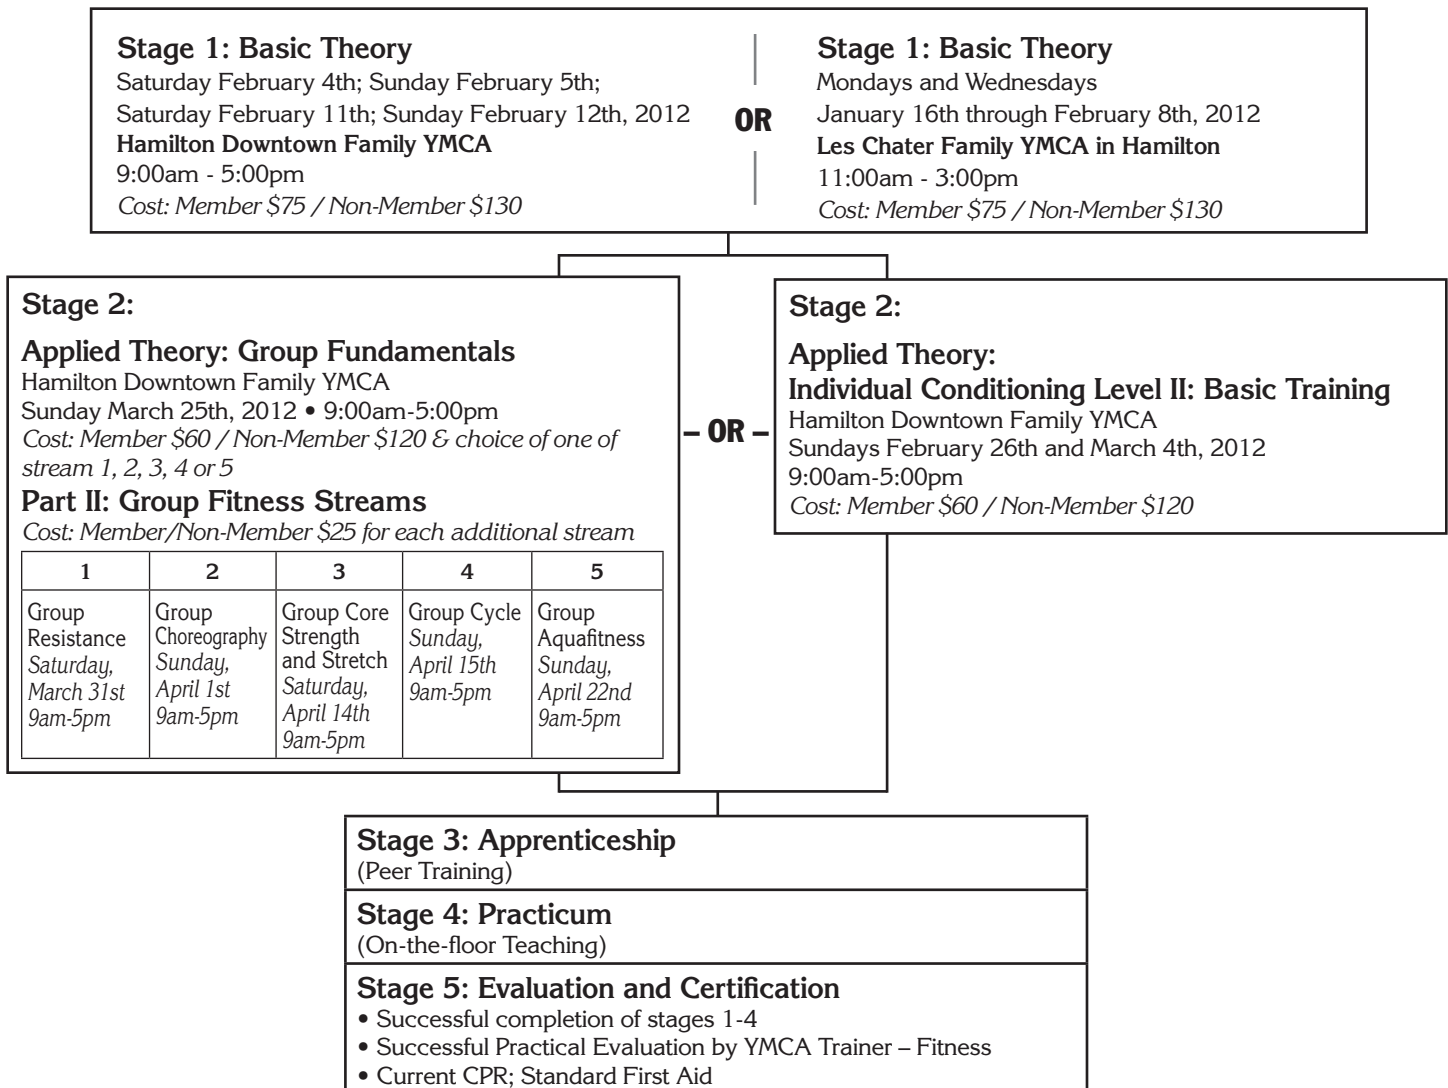 Stage 1: Basic Theory
Saturday February 4th; Sunday February 5th;
Saturday February 11th; Sunday February 12th, 2012
Hamilton Downtown Family YMCA
9:00am - 5:00pm
Cost: Member $75 / Non-Member $130
OR
Stage 1: Basic Theory
Mondays and Wednesdays
January 16th through February 8th, 2012
Les Chater Family YMCA in Hamilton
11:00am - 3:00pm
Cost: Member $75 / Non-Member $130
Stage 2:
Applied Theory: Group Fundamentals
Hamilton Downtown Family YMCA
Sunday March 25th, 2012 • 9:00am-5:00pm
Cost: Member $60 / Non-Member $120 & choice of one of
stream 1, 2, 3, 4 or 5
Part II: Group Fitness Streams
Cost: Member/Non-Member $25 for each additional stream
1
Group
Resistance
Saturday,
March 31st
9am-5pm
2
Group
Choreography
Sunday,
April 1st
9am-5pm
3
Group Core
Strength
and Stretch
Saturday,
April 14th
9am-5pm
4
Group Cycle
Sunday,
April 15th
9am-5pm
5
Group
Aquafitness
Sunday,
April 22nd
9am-5pm
– OR –
Stage 2:
Applied Theory:
Individual Conditioning Level II: Basic Training
Hamilton Downtown Family YMCA
Sundays February 26th and March 4th, 2012
9:00am-5:00pm
Cost: Member $60 / Non-Member $120
Stage 3: Apprenticeship
(Peer Training)
Stage 4: Practicum
(On-the-floor Teaching)
Stage 5: Evaluation and Certification
• Successful completion of stages 1-4
• Successful Practical Evaluation by YMCA Trainer – Fitness
• Current CPR; Standard First Aid